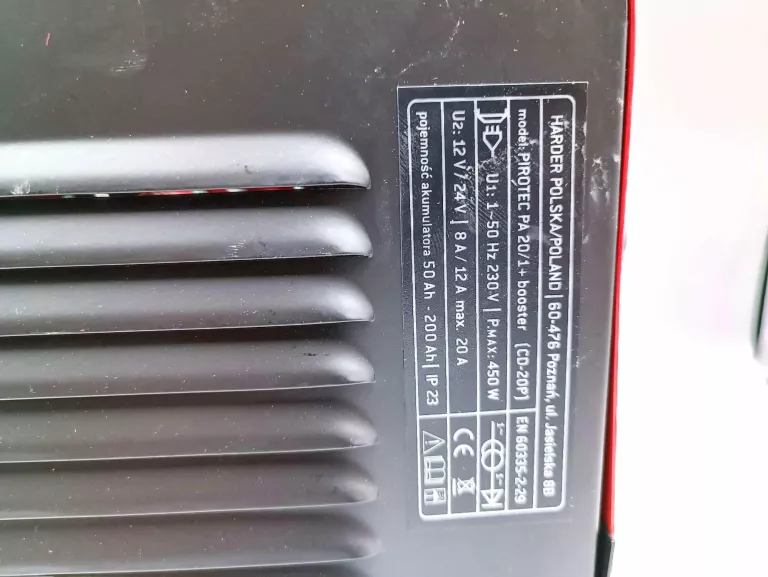 HARDER POLSKA/POLAND | 60-476 Poznań, ul. Jasielska 8B
model: PIROTEC PA 20/1+ booster (CD-20P) EN 60335-2-29
U1: 1~50 Hz 230 V | P.MAX: 450 W
U2: 12 V / 24 V | 8 A / 12 A max. 20 A CE
pojemność akumulatora 50 Ah - 200 Ah | IP 23